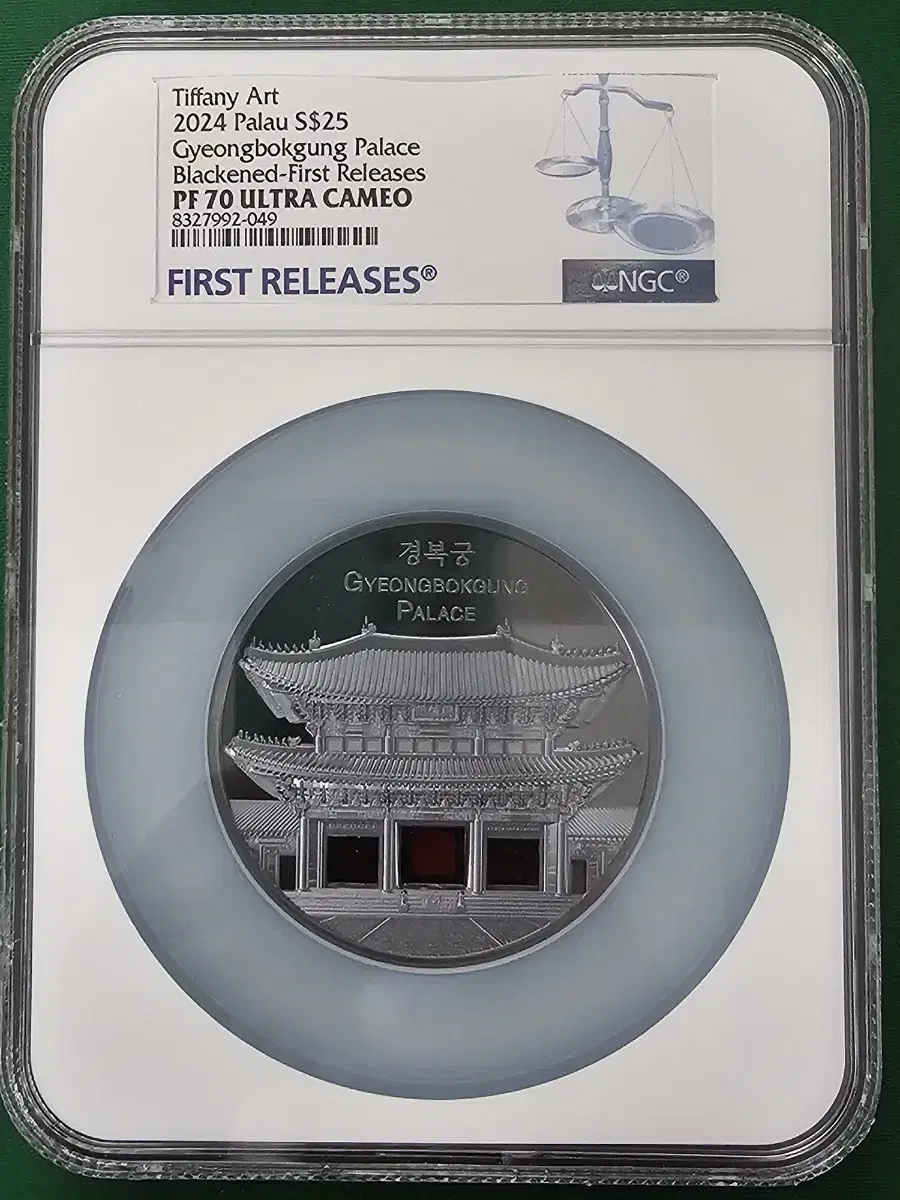 Tiffany Art
2024 Palau S$25
Gyeongbokgung Palace
Blackened-First Releases
PF 70 ULTRA CAMEO
8327992-049
FIRST RELEASES®
NGC®
경복궁
GYEONGBOKGUNG
PALACE